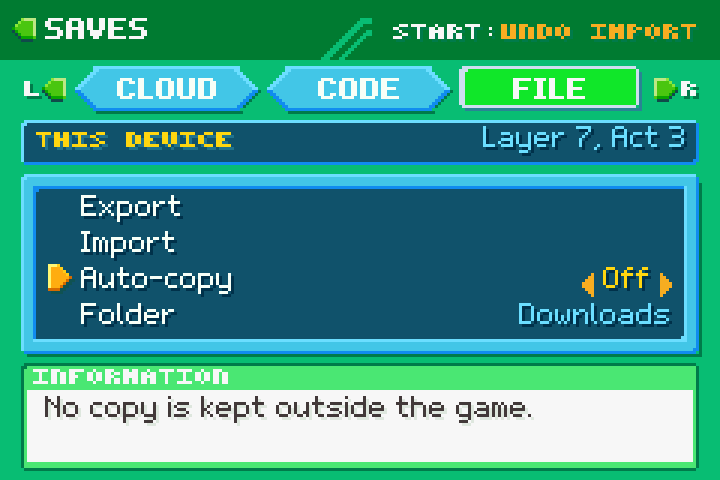 SAVES
START:UNDO IMPORT
L CLOUD CODE FILE R
THIS DEVICE Layer 7, Act 3
Export
Import
Auto-copy Off
Folder Downloads
INFORMATION
No copy is kept outside the game.